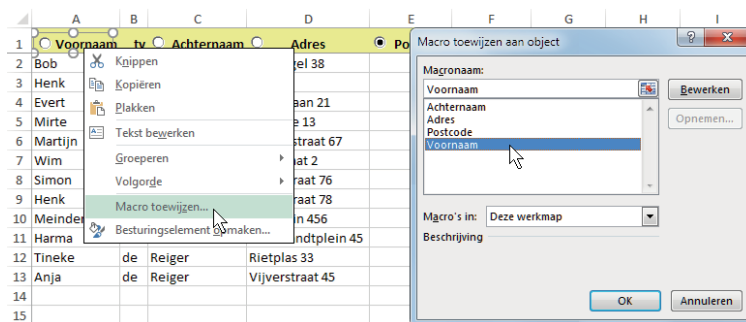 A B C D E F G H I
1 Voornaam tv Achternaam Adres Po
2 Bob gel 38
3 Henk
4 Evert aan 21
5 Mirte e 13
6 Martijn straat 67
7 Wim aat 2
8 Simon raat 76
9 Henk raat 78
10 Meinder in 456
11 Harma ndtplein 45
12 Tineke de Reiger Rietplas 33
13 Anja de Reiger Vijverstraat 45
14
15
Knippen
Kopiëren
Plakken
Tekst bewerken
Groeperen
Volgorde
Macro toewijzen...
Besturingselement opmaken...
Macro toewijzen aan object
Macronaam:
Voornaam
Bewerken
Achternaam
Adres
Postcode
Voornaam
Opnemen...
Macro's in: Deze werkmap
Beschrijving
OK Annuleren